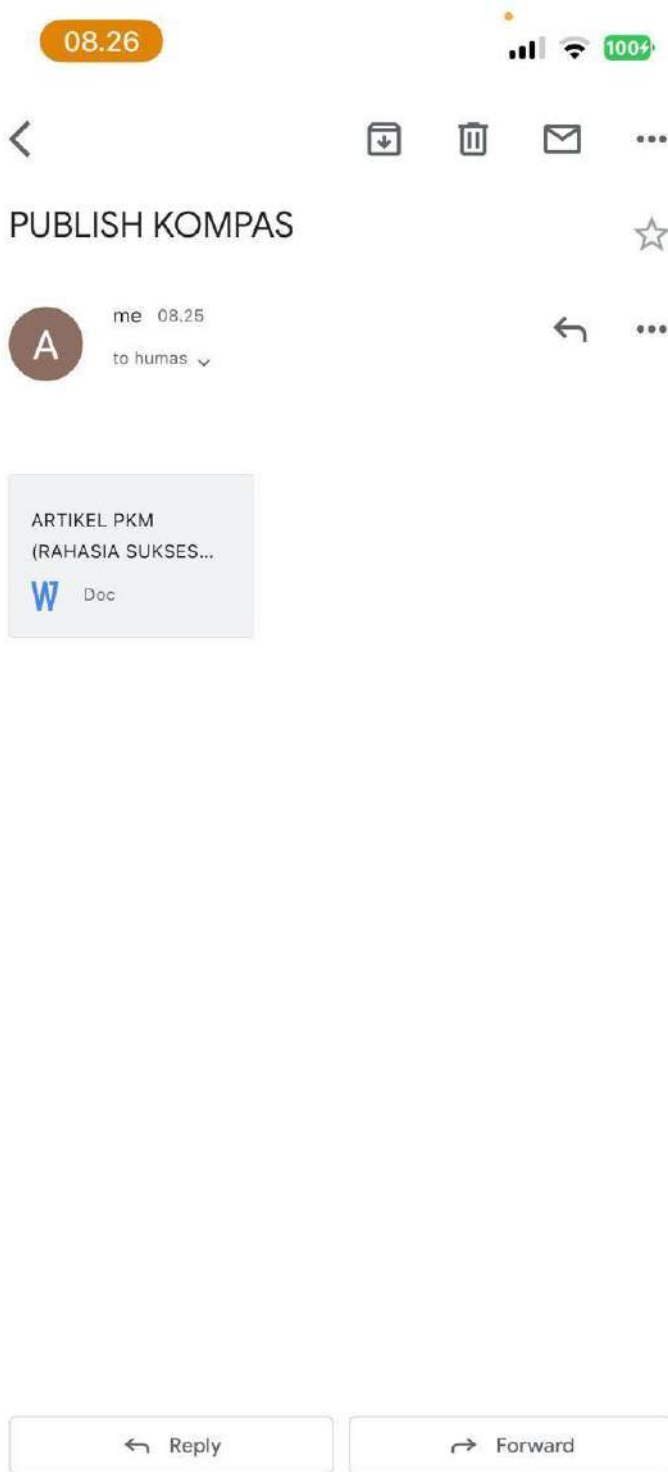 08.26
100
PUBLISH KOMPAS
A
me 08.25
to humas
ARTIKEL PKM
(RAHASIA SUKSES...
W Doc
Reply
Forward